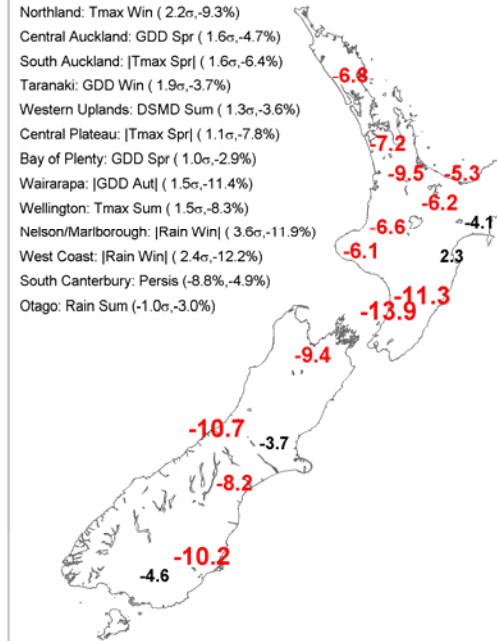 Northland: Tmax Win ( 2.2σ,-9.3%)
Central Auckland: GDD Spr ( 1.6σ,-4.7%)
South Auckland: |Tmax Spr| ( 1.6σ,-6.4%)
Taranaki: GDD Win ( 1.9σ,-3.7%)
Western Uplands: DSMD Sum ( 1.3σ,-3.6%)
Central Plateau: |Tmax Spr| ( 1.1σ,-7.8%)
Bay of Plenty: GDD Spr ( 1.0σ,-2.9%)
Wairarapa: |GDD Aut| ( 1.5σ,-11.4%)
Wellington: Tmax Sum ( 1.5σ,-8.3%)
Nelson/Marlborough: |Rain Win| ( 3.6σ,-11.9%)
West Coast: |Rain Win| ( 2.4σ,-12.2%)
South Canterbury: Persis (-8.8%,-4.9%)
Otago: Rain Sum (-1.0σ,-3.0%)
-6.8
-7.2
-9.5
-5.3
-6.2
-6.6
-4.1
-6.1
2.3
-11.3
-13.9
-9.4
-10.7
-3.7
-8.2
-10.2
-4.6